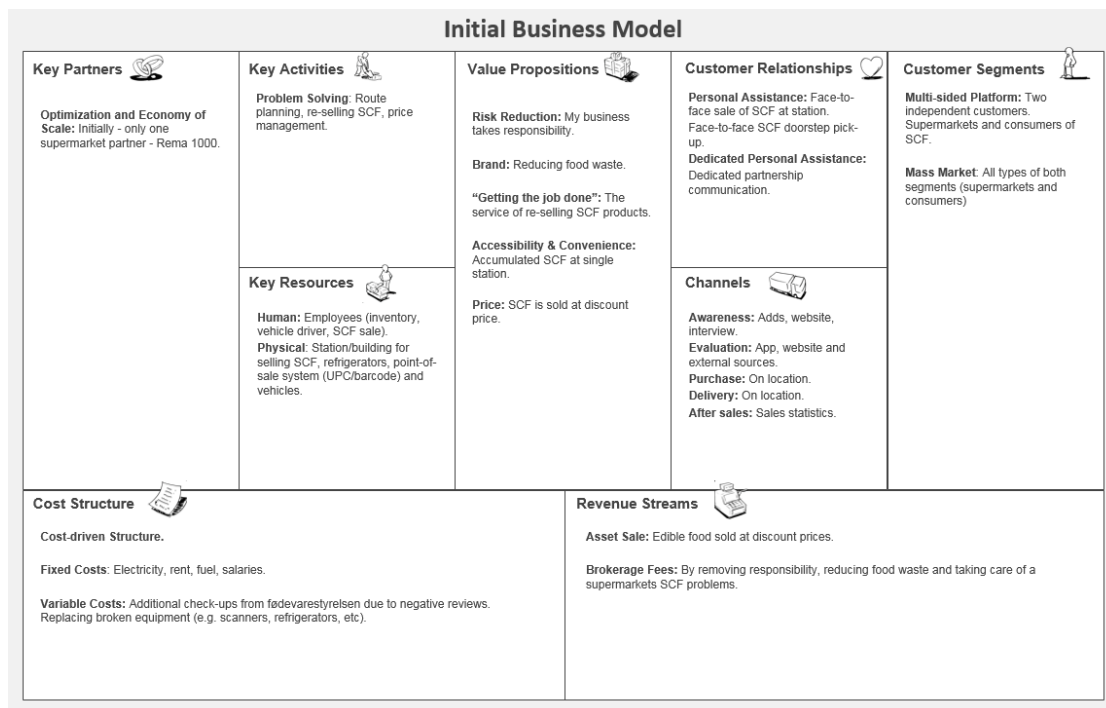 Initial Business Model
Key Partners
Optimization and Economy of
Scale: Initially - only one
supermarket partner - Rema 1000.
Key Activities
Problem Solving: Route
planning, re-selling SCF, price
management.
Key Resources
Human: Employees (inventory,
vehicle driver, SCF sale).
Physical: Station/building for
selling SCF, refrigerators, point-of-
sale system (UPC/barcode) and
vehicles.
Value Propositions
Risk Reduction: My business
takes responsibility.
Brand: Reducing food waste.
“Getting the job done”: The
service of re-selling SCF products.
Accessibility & Convenience:
Accumulated SCF at single
station.
Price: SCF is sold at discount
price.
Customer Relationships
Personal Assistance: Face-to-
face sale of SCF at station.
Face-to-face SCF doorstep pick-
up.
Dedicated Personal Assistance:
Dedicated partnership
communication.
Channels
Awareness: Adds, website,
interview.
Evaluation: App, website and
external sources.
Purchase: On location.
Delivery: On location.
After sales: Sales statistics.
Customer Segments
Multi-sided Platform: Two
independent customers.
Supermarkets and consumers of
SCF.
Mass Market: All types of both
segments (supermarkets and
consumers)
Cost Structure
Cost-driven Structure.
Fixed Costs: Electricity, rent, fuel, salaries.
Variable Costs: Additional check-ups from fødevarestyrelsen due to negative reviews.
Replacing broken equipment (e.g. scanners, refrigerators, etc).
Revenue Streams
Asset Sale: Edible food sold at discount prices.
Brokerage Fees: By removing responsibility, reducing food waste and taking care of a
supermarkets SCF problems.